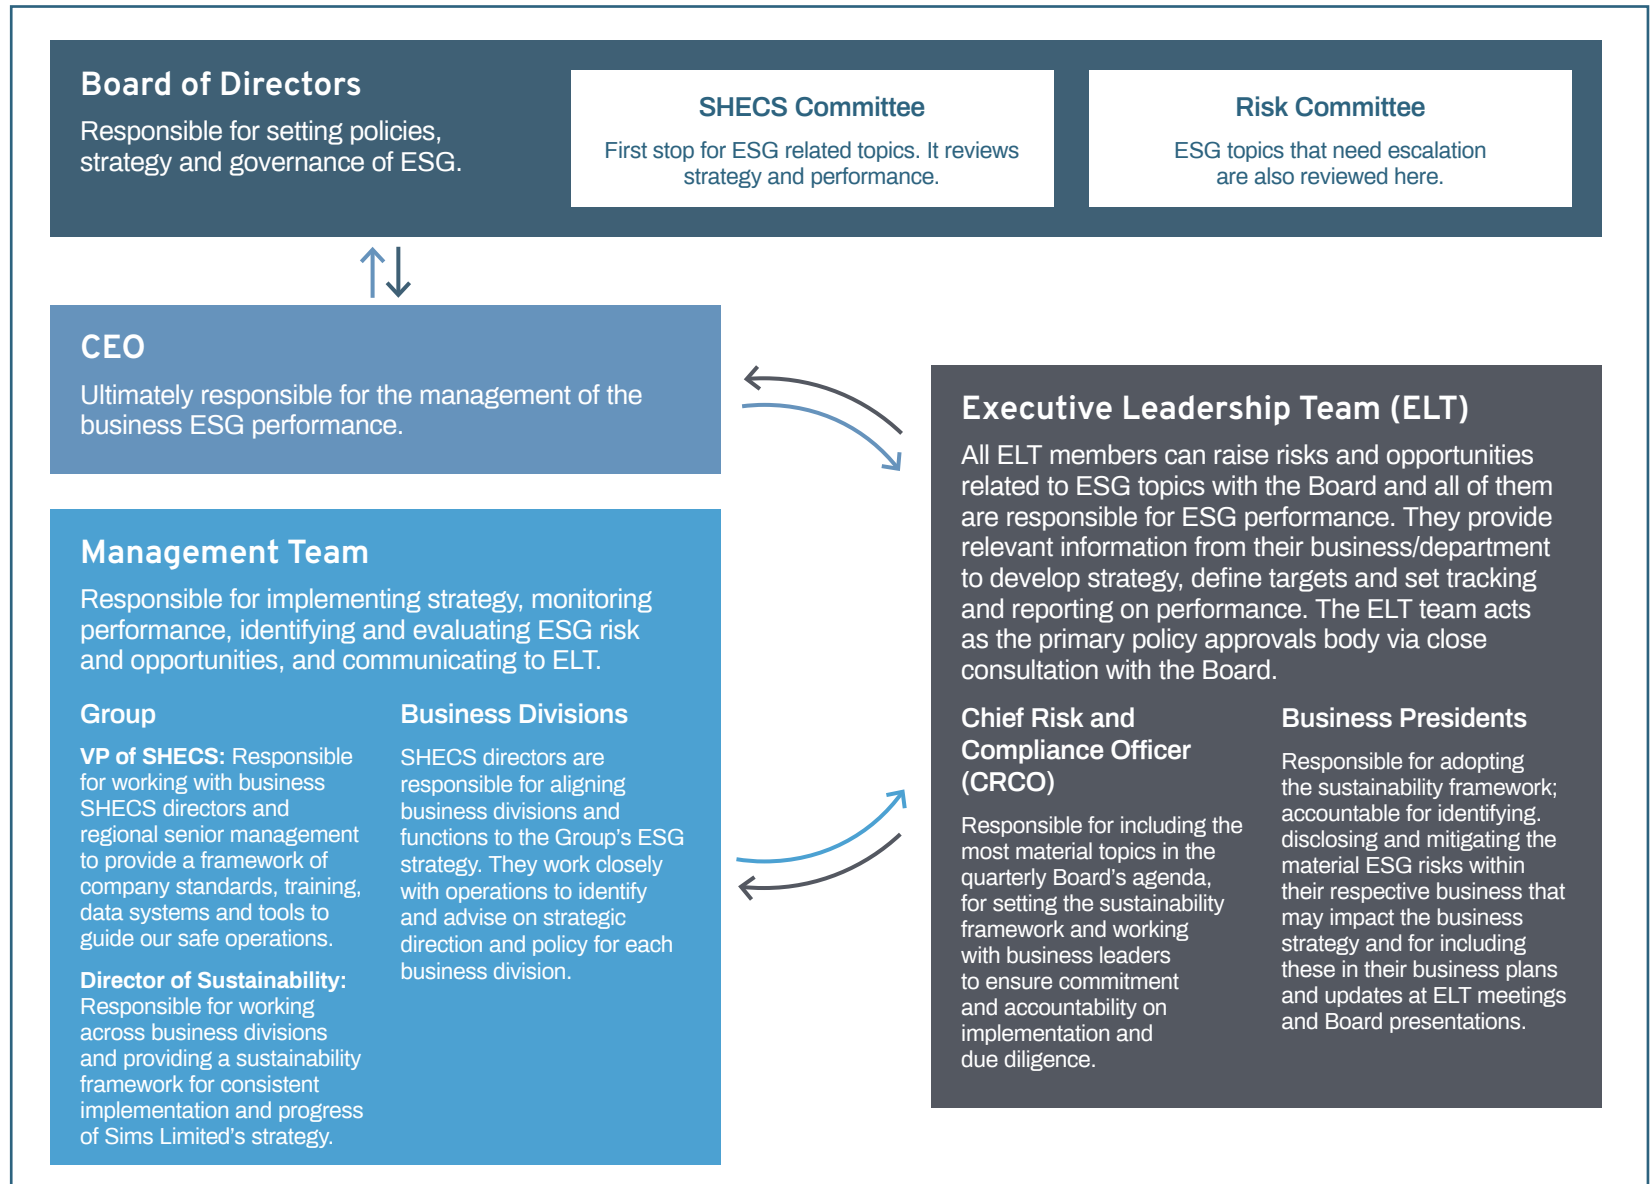 Board of Directors
Responsible for setting policies,
strategy and governance of ESG.
SHECS Committee
First stop for ESG related topics. It reviews
strategy and performance.
Risk Committee
ESG topics that need escalation
are also reviewed here.
CEO
Ultimately responsible for the management of the
business ESG performance.
Management Team
Responsible for implementing strategy, monitoring
performance, identifying and evaluating ESG risk
and opportunities, and communicating to ELT.
Group
VP of SHECS: Responsible
for working with business
SHECS directors and
regional senior management
to provide a framework of
company standards, training,
data systems and tools to
guide our safe operations.
Director of Sustainability:
Responsible for working
across business divisions
and providing a sustainability
framework for consistent
implementation and progress
of Sims Limited's strategy.
Business Divisions
SHECS directors are
responsible for aligning
business divisions and
functions to the Group's ESG
strategy. They work closely
with operations to identify
and advise on strategic
direction and policy for each
business division.
Executive Leadership Team (ELT)
All ELT members can raise risks and opportunities
related to ESG topics with the Board and all of them
are responsible for ESG performance. They provide
relevant information from their business/department
to develop strategy, define targets and set tracking
and reporting on performance. The ELT team acts
as the primary policy approvals body via close
consultation with the Board.
Chief Risk and
Compliance Officer
(CRCO)
Responsible for including the
most material topics in the
quarterly Board's agenda,
for setting the sustainability
framework and working
with business leaders
to ensure commitment
and accountability on
implementation and
due diligence.
Business Presidents
Responsible for adopting
the sustainability framework;
accountable for identifying.
disclosing and mitigating the
material ESG risks within
their respective business that
may impact the business
strategy and for including
these in their business plans
and updates at ELT meetings
and Board presentations.